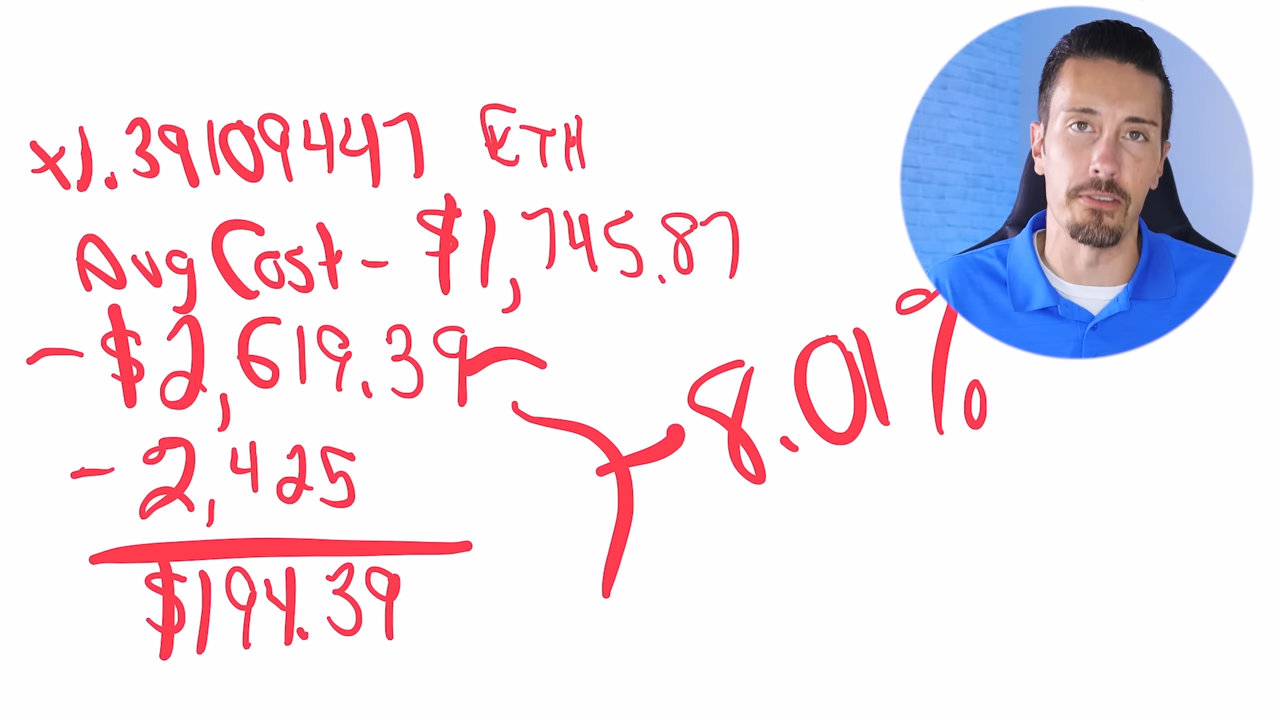 x1.39109447 ETH
Avg Cost - $1,745.87
- $2,619.39
- 2,425
$194.39
8.01%